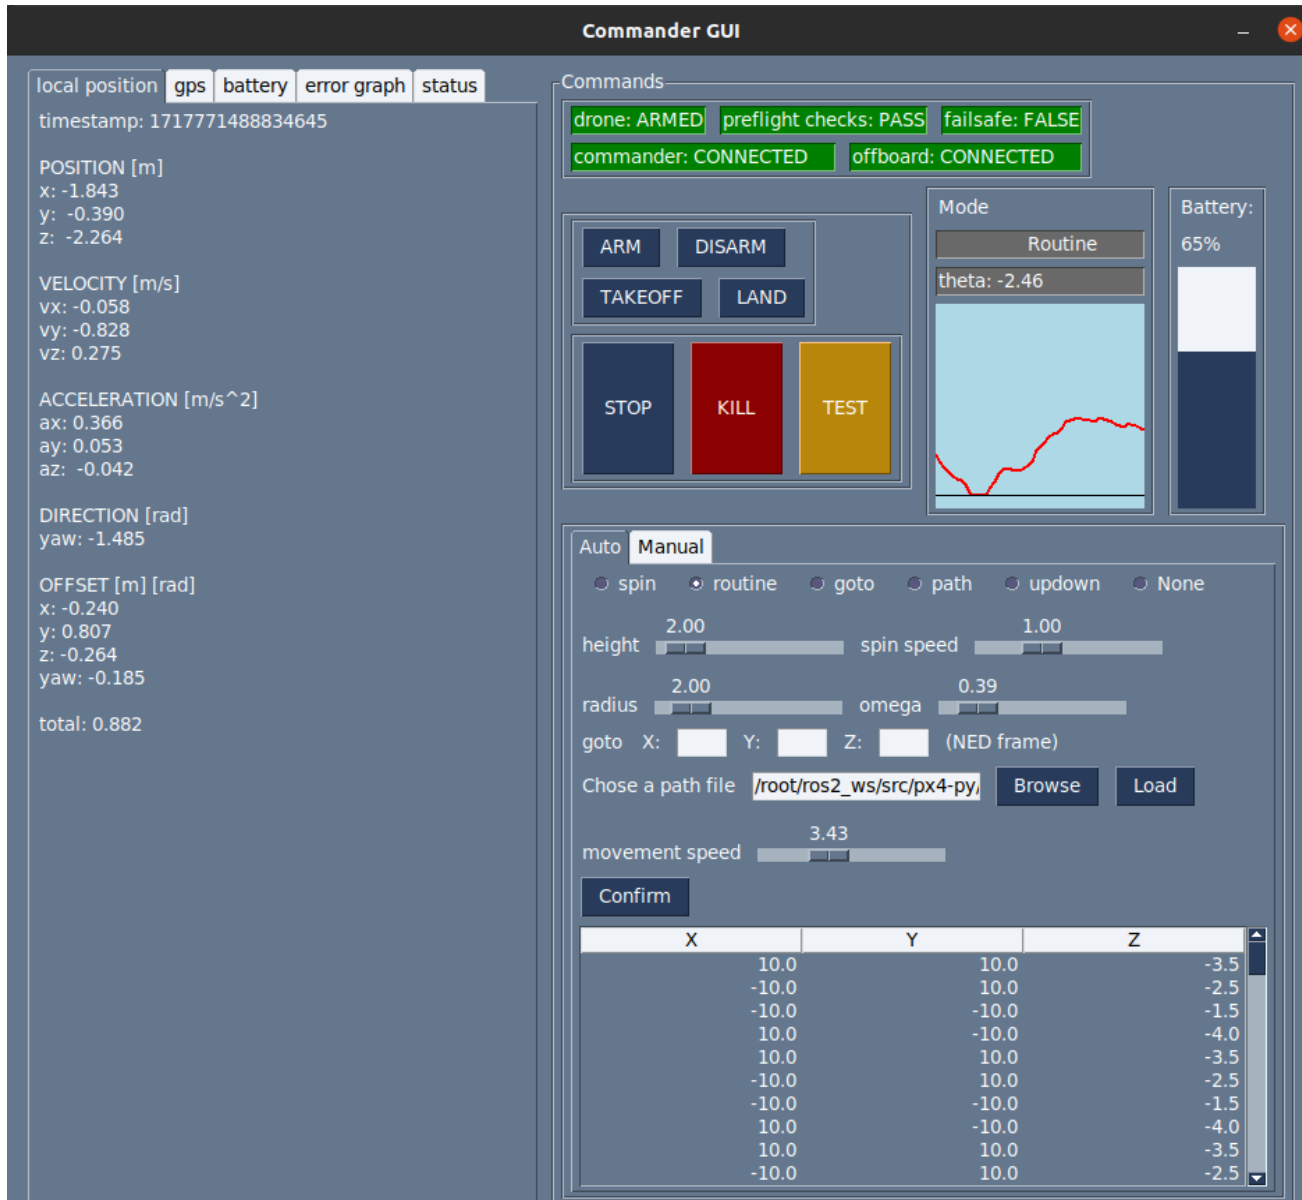 Commander GUI
local position gps battery error graph status
timestamp: 1717771488834645
POSITION [m]
x: -1.843
y: -0.390
z: -2.264
VELOCITY [m/s]
vx: -0.058
vy: -0.828
vz: 0.275
ACCELERATION [m/s^2]
ax: 0.366
ay: 0.053
az: -0.042
DIRECTION [rad]
yaw: -1.485
OFFSET [m] [rad]
x: -0.240
y: 0.807
z: -0.264
yaw: -0.185
total: 0.882
Commands
drone: ARMED preflight checks: PASS failsafe: FALSE
commander: CONNECTED offboard: CONNECTED
ARM DISARM
TAKEOFF LAND
STOP KILL TEST
Mode
Routine
theta: -2.46
Battery:
65%
Auto Manual
spin routine goto path updown None
2.00 1.00
height spin speed
2.00 0.39
radius omega
goto X: Y: Z: (NED frame)
Chose a path file /root/ros2_ws/src/px4-py/ Browse Load
3.43
movement speed
Confirm
X Y Z
10.0 10.0 -3.5
-10.0 10.0 -2.5
-10.0 -10.0 -1.5
10.0 -10.0 -4.0
10.0 10.0 -3.5
-10.0 10.0 -2.5
-10.0 -10.0 -1.5
10.0 -10.0 -4.0
10.0 10.0 -3.5
-10.0 10.0 -2.5